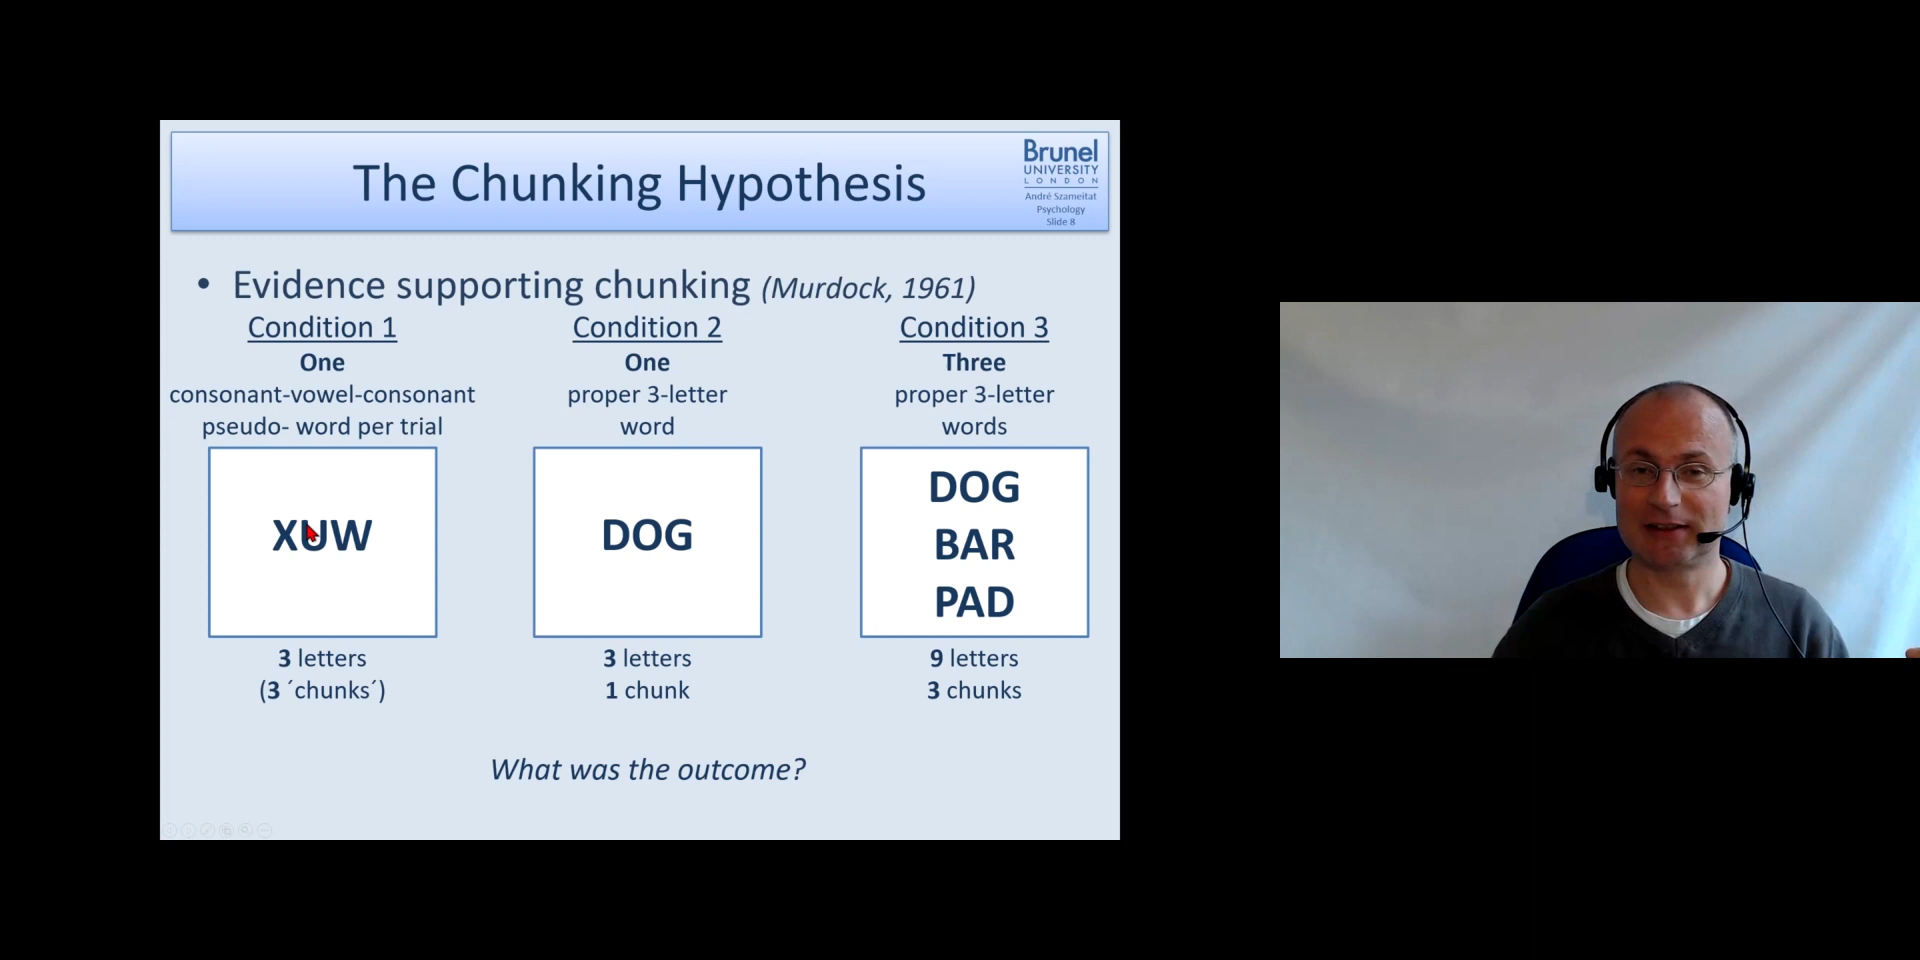 The Chunking Hypothesis
Brunel
UNIVERSITY
LONDON
André Szameitat
Psychology
Slide 8
• Evidence supporting chunking (Murdock, 1961)
Condition 1
One
consonant-vowel-consonant
pseudo- word per trial
XUW
3 letters
(3 ´chunks´)
Condition 2
One
proper 3-letter
word
DOG
3 letters
1 chunk
Condition 3
Three
proper 3-letter
words
DOG
BAR
PAD
9 letters
3 chunks
What was the outcome?